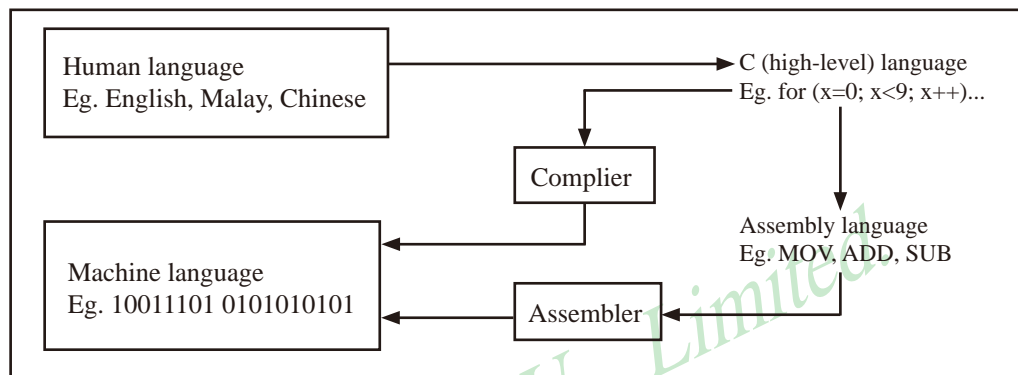 Human language
Eg. English, Malay, Chinese
C (high-level) language
Eg. for (x=0; x<9; x++)...
Complier
Assembly language
Eg. MOV, ADD, SUB
Machine language
Eg. 10011101 0101010101
Assembler
Limited.